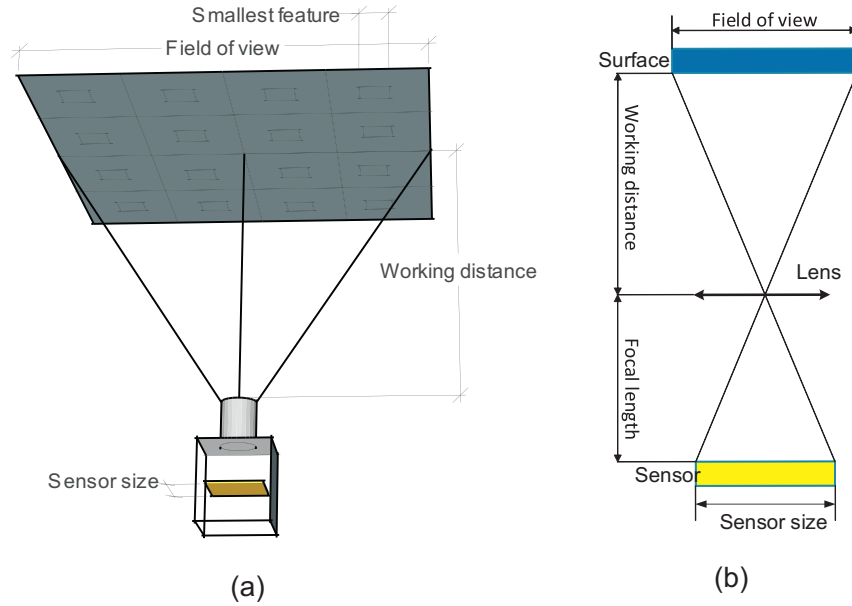 Smallest feature
Field of view
Working distance
Sensor size
(a)
Field of view
Surface
Working distance
Lens
Focal length
Sensor
Sensor size
(b)